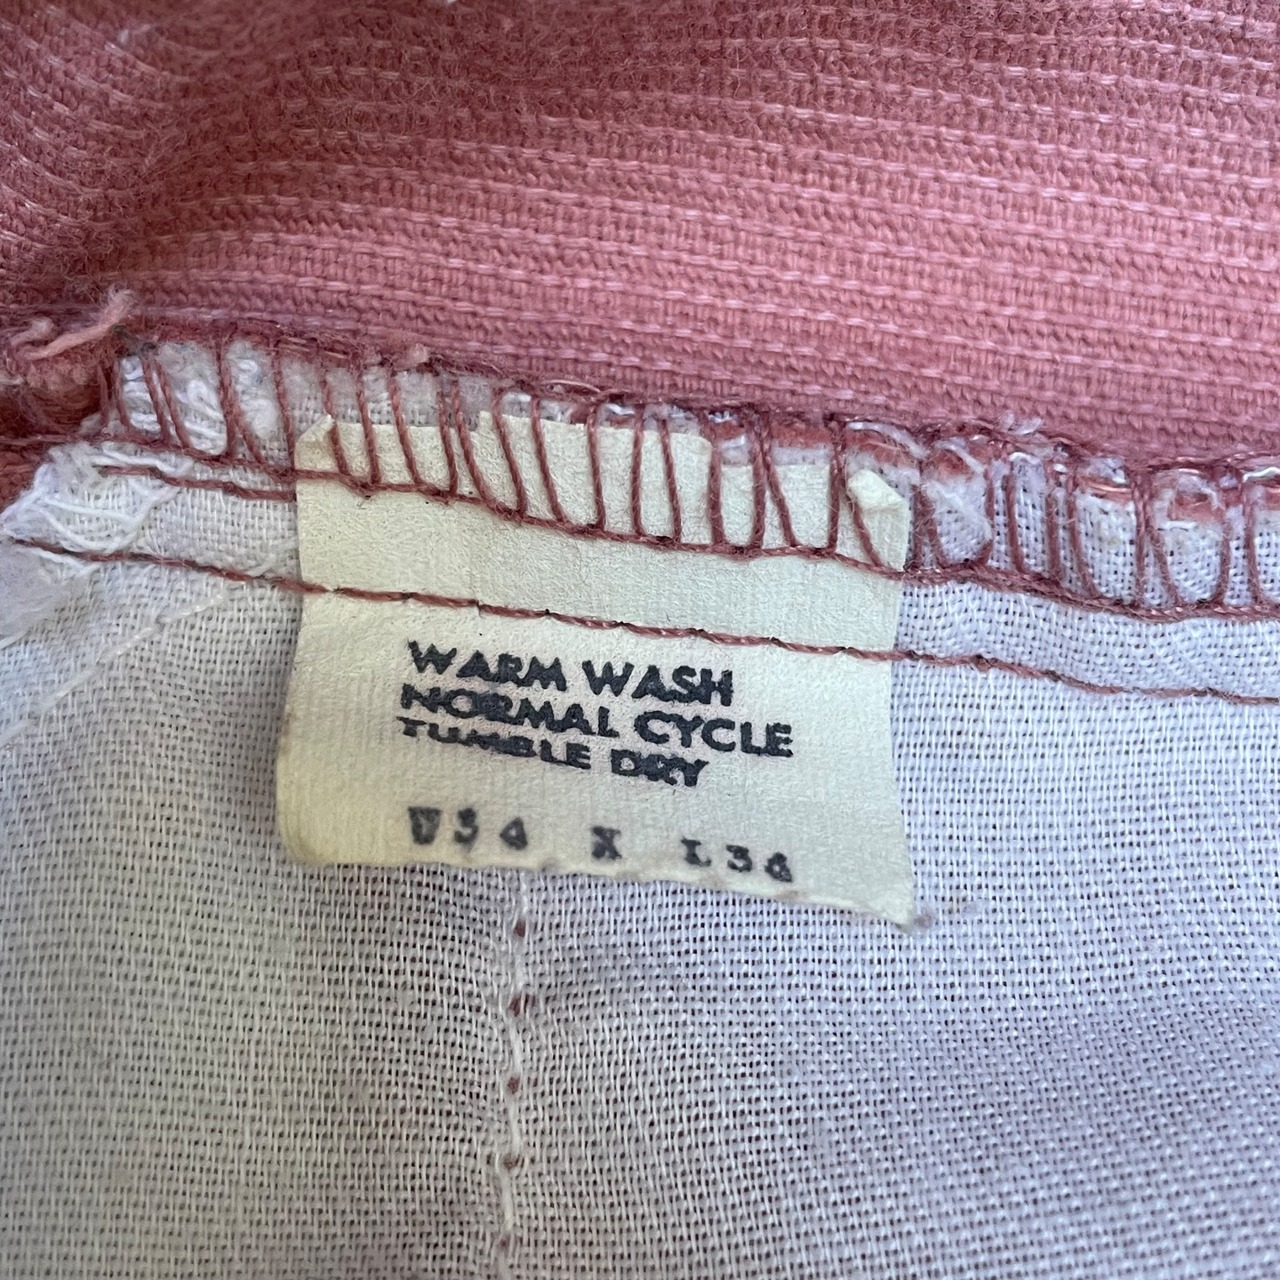 WARM WASH
NORMAL CYCLE
TUMBLE DRY
W34 X L36